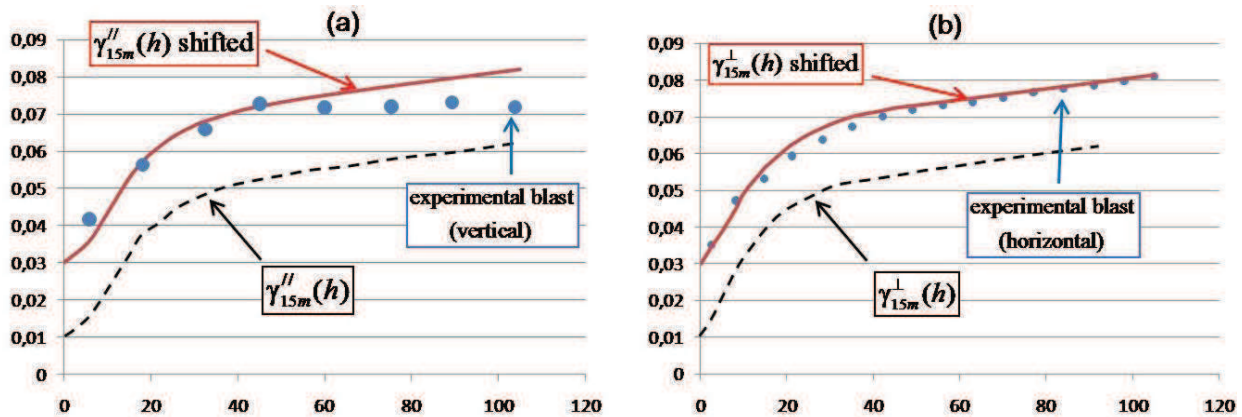 (a)
0,09
0,08
0,07
0,06
0,05
0,04
0,03
0,02
0,01
0
0 20 40 60 80 100 120
γ//15m(h) shifted
experimental blast
(vertical)
γ//15m(h)
(b)
0,09
0,08
0,07
0,06
0,05
0,04
0,03
0,02
0,01
0
0 20 40 60 80 100 120
γ⊥15m(h) shifted
experimental blast
(horizontal)
γ⊥15m(h)